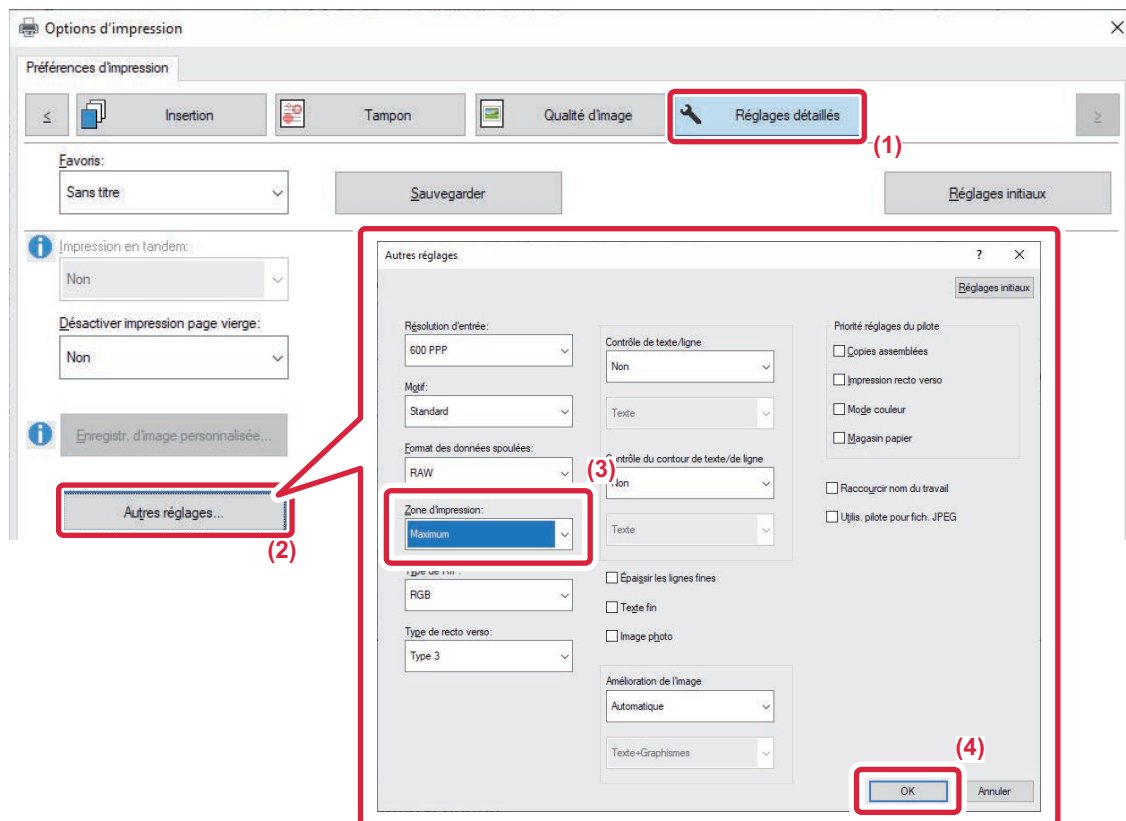 Options d'impression
Préférences d'impression
<
Insertion
Tampon
Qualité d'image
Réglages détaillés
>
(1)
Favoris:
Sans titre
Sauvegarder
Réglages initiaux
Impression en tandem:
Non
Désactiver impression page vierge:
Non
Enregistr. d'image personnalisée...
Autres réglages...
(2)
Autres réglages
?
Réglages initiaux
Résolution d'entrée:
600 PPP
Motif:
Standard
Format des données spoulées:
RAW
(3)
Zone d'impression:
Maximum
Type de
RGB
Type de recto verso:
Type 3
Contrôle de texte/ligne
Non
Texte
Contrôle du contour de texte/de ligne
Non
Texte
Épaissir les lignes fines
Texte fin
Image photo
Amélioration de l'image
Automatique
Texte+Graphismes
Priorité réglages du pilote
Copies assemblées
Impression recto verso
Mode couleur
Magasin papier
Raccourcir nom du travail
Utilis. pilote pour fich. JPEG
(4)
OK
Annuler